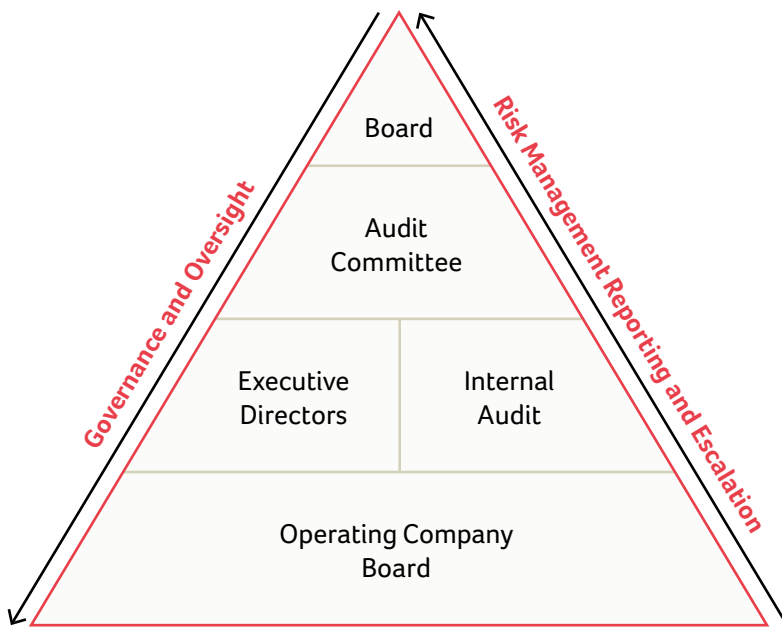 Board
Audit
Committee
Executive
Directors
Internal
Audit
Operating Company
Board
Governance and Oversight
Risk Management Reporting and Escalation